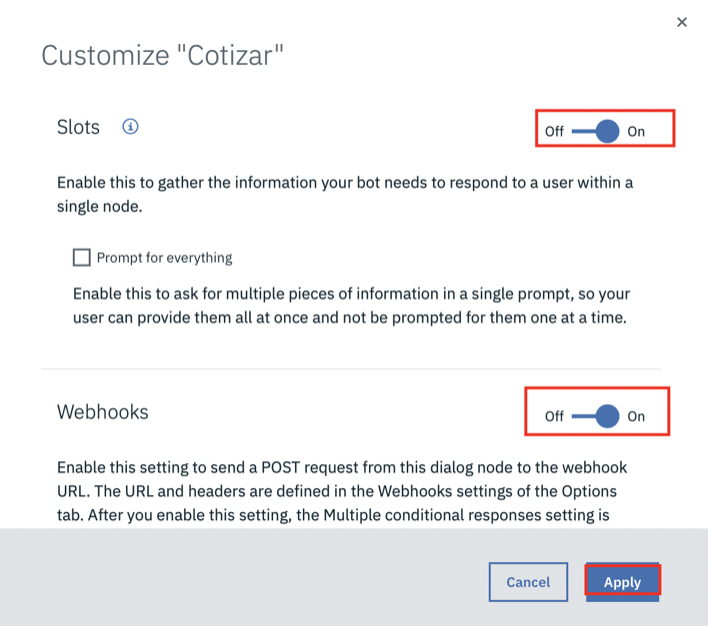 ×
Customize "Cotizar"
Slots
Off On
Enable this to gather the information your bot needs to respond to a user within a
single node.
Prompt for everything
Enable this to ask for multiple pieces of information in a single prompt, so your
user can provide them all at once and not be prompted for them one at a time.
Webhooks
Off On
Enable this setting to send a POST request from this dialog node to the webhook
URL. The URL and headers are defined in the Webhooks settings of the Options
tab. After you enable this setting, the Multiple conditional responses setting is
Cancel Apply